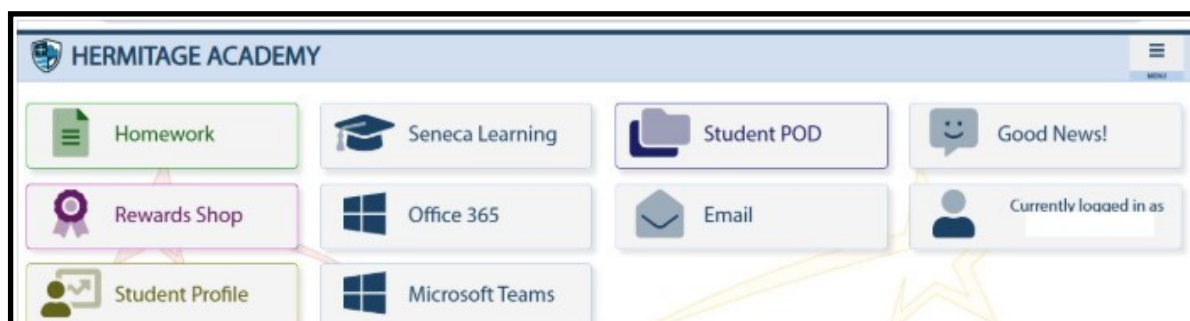 HERMITAGE ACADEMY
MENU
Homework
Seneca Learning
Student POD
Good News!
Rewards Shop
Office 365
Email
Currently logged in as
Student Profile
Microsoft Teams